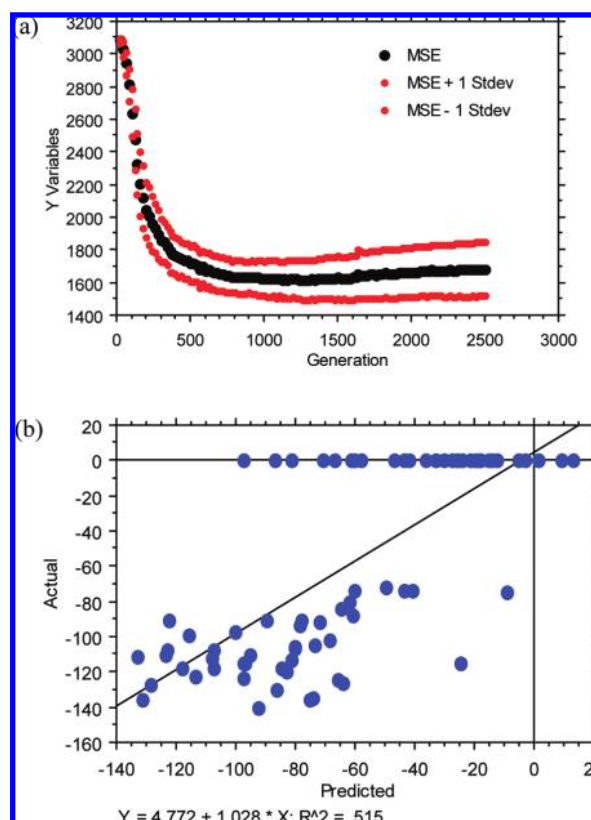 (a)
3200
3000
2800
2600
2400
2200
2000
1800
1600
1400
Y Variables
MSE
MSE + 1 Stdev
MSE - 1 Stdev
0 500 1000 1500 2000 2500 3000
Generation
(b)
20
0
-20
-40
-60
-80
-100
-120
-140
-160
Actual
-140 -120 -100 -80 -60 -40 -20 0
Predicted
Y = 4.772 + 1.028 * X; R^2 = .515